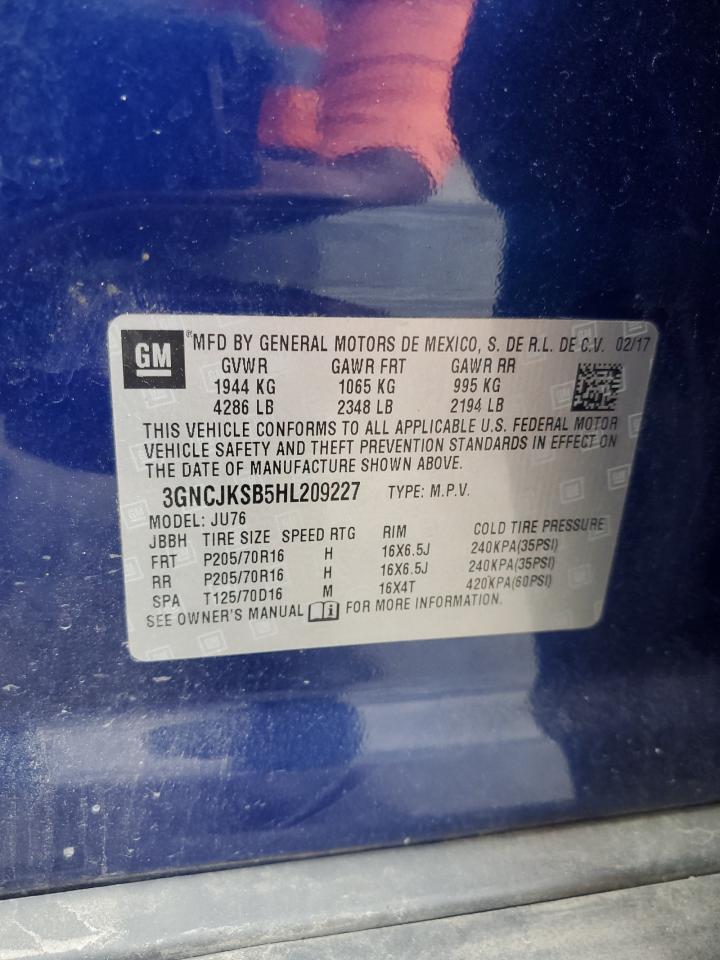 GM ® MFD BY GENERAL MOTORS DE MEXICO, S. DE R.L. DE C.V. 02/17
GVWR GAWR FRT GAWR RR
1944 KG 1065 KG 995 KG
4286 LB 2348 LB 2194 LB
THIS VEHICLE CONFORMS TO ALL APPLICABLE U.S. FEDERAL MOTOR
VEHICLE SAFETY AND THEFT PREVENTION STANDARDS IN EFFECT ON
THE DATE OF MANUFACTURE SHOWN ABOVE.
3GNCJKSB5HL209227 TYPE: M.P.V.
MODEL: JU76
JBBH TIRE SIZE SPEED RTG RIM COLD TIRE PRESSURE
FRT P205/70R16 H 16X6.5J 240KPA(35PSI)
RR P205/70R16 H 16X6.5J 240KPA(35PSI)
SPA T125/70D16 M 16X4T 420KPA(60PSI)
SEE OWNER'S MANUAL i FOR MORE INFORMATION.